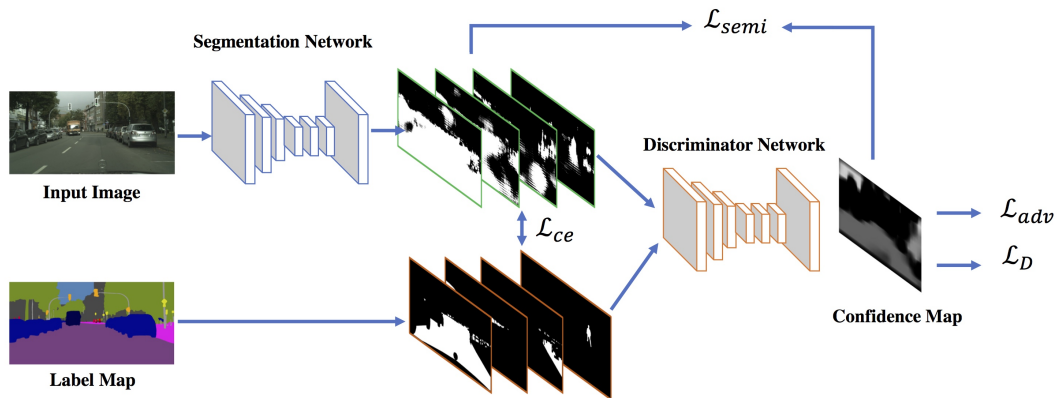 Segmentation Network
ℒ_semi
Input Image
Discriminator Network
ℒ_ce
ℒ_adv
ℒ_D
Confidence Map
Label Map